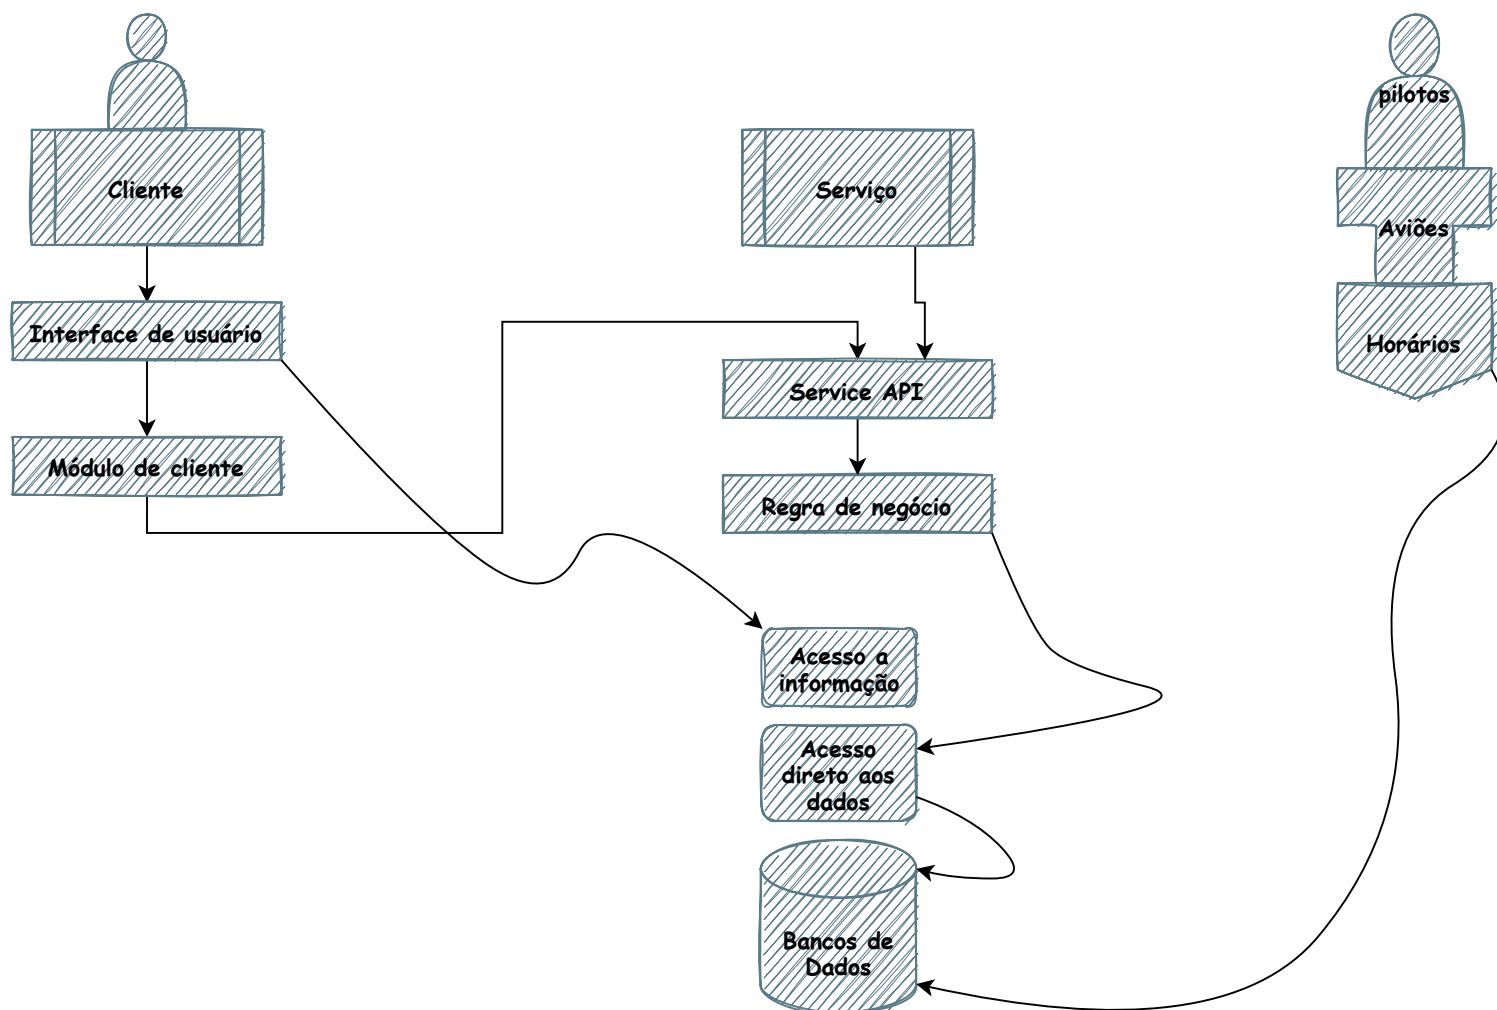 pilotos
Cliente
Serviço
Aviões
Interface de usuário
Horários
Service API
Módulo de cliente
Regra de negócio
Acesso a
informação
Acesso
direto aos
dados
Bancos de
Dados